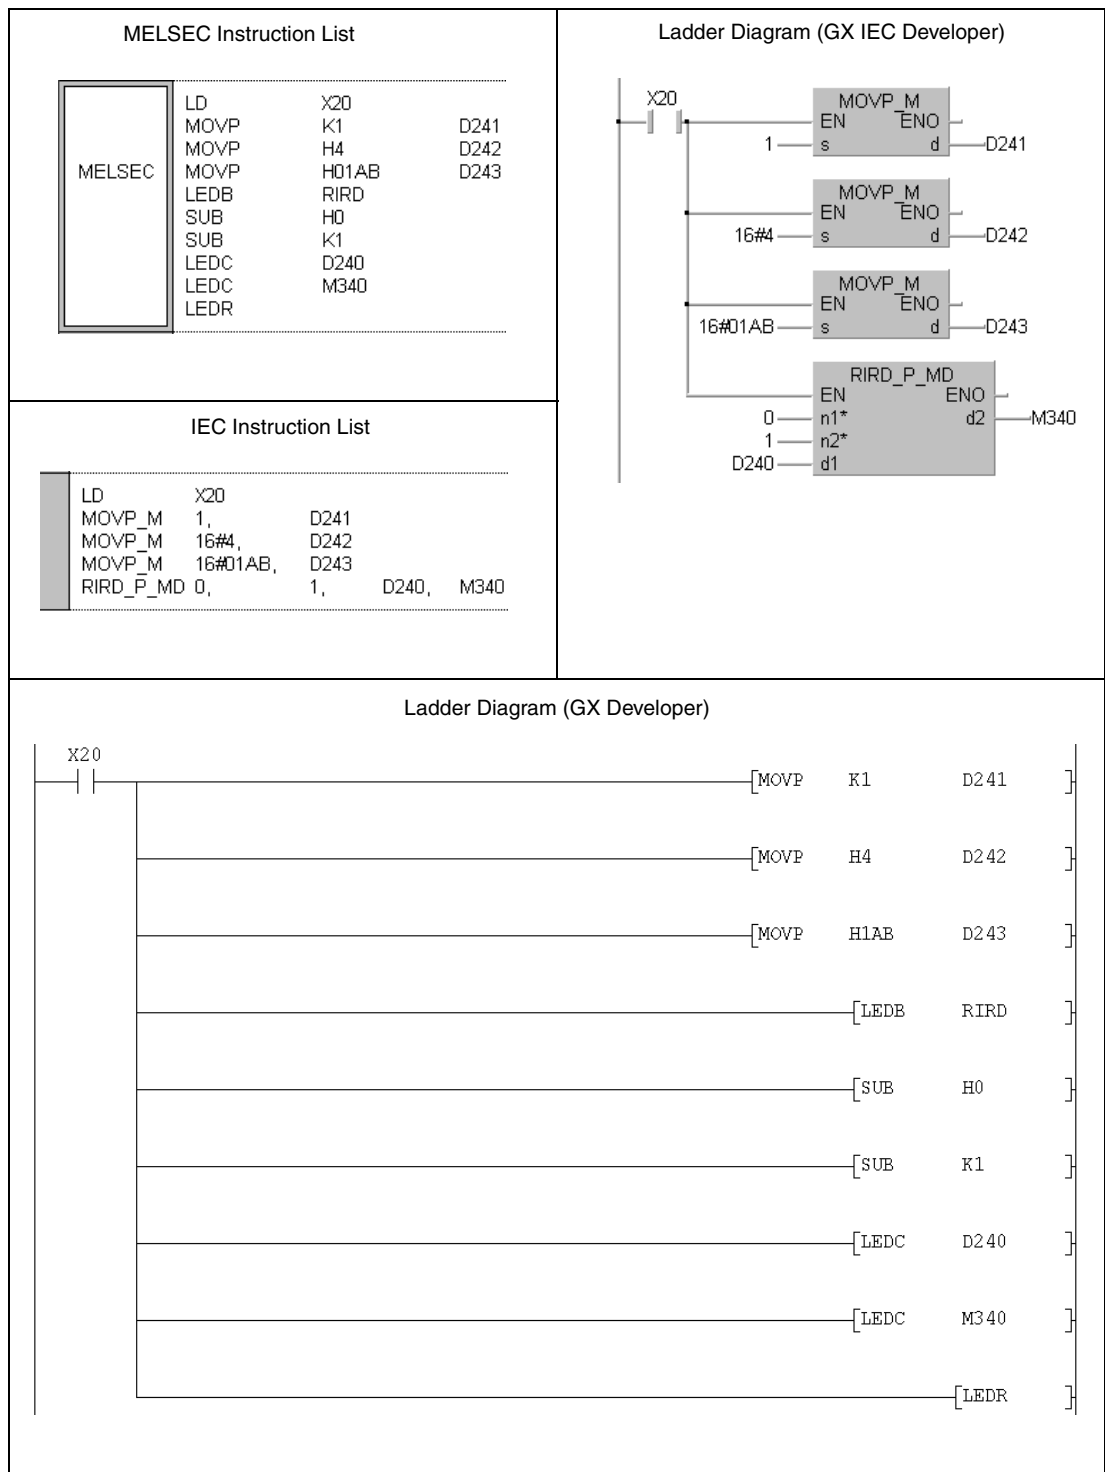 MELSEC Instruction List
MELSEC
LD X20
MOVP K1 D241
MOVP H4 D242
MOVP H01AB D243
LEDB RIRD
SUB H0
SUB K1
LEDC D240
LEDC M340
LEDR
Ladder Diagram (GX IEC Developer)
X20
MOVP_M
EN ENO
1 s d D241
MOVP_M
EN ENO
16#4 s d D242
MOVP_M
EN ENO
16#01AB s d D243
RIRD_P_MD
EN ENO
0 n1* d2 M340
1 n2*
D240 d1
IEC Instruction List
LD X20
MOVP_M 1, D241
MOVP_M 16#4, D242
MOVP_M 16#01AB, D243
RIRD_P_MD 0, 1, D240, M340
Ladder Diagram (GX Developer)
X20
[MOVP K1 D241 ]
[MOVP H4 D242 ]
[MOVP H1AB D243 ]
[LEDB RIRD ]
[SUB H0 ]
[SUB K1 ]
[LEDC D240 ]
[LEDC M340 ]
[LEDR ]